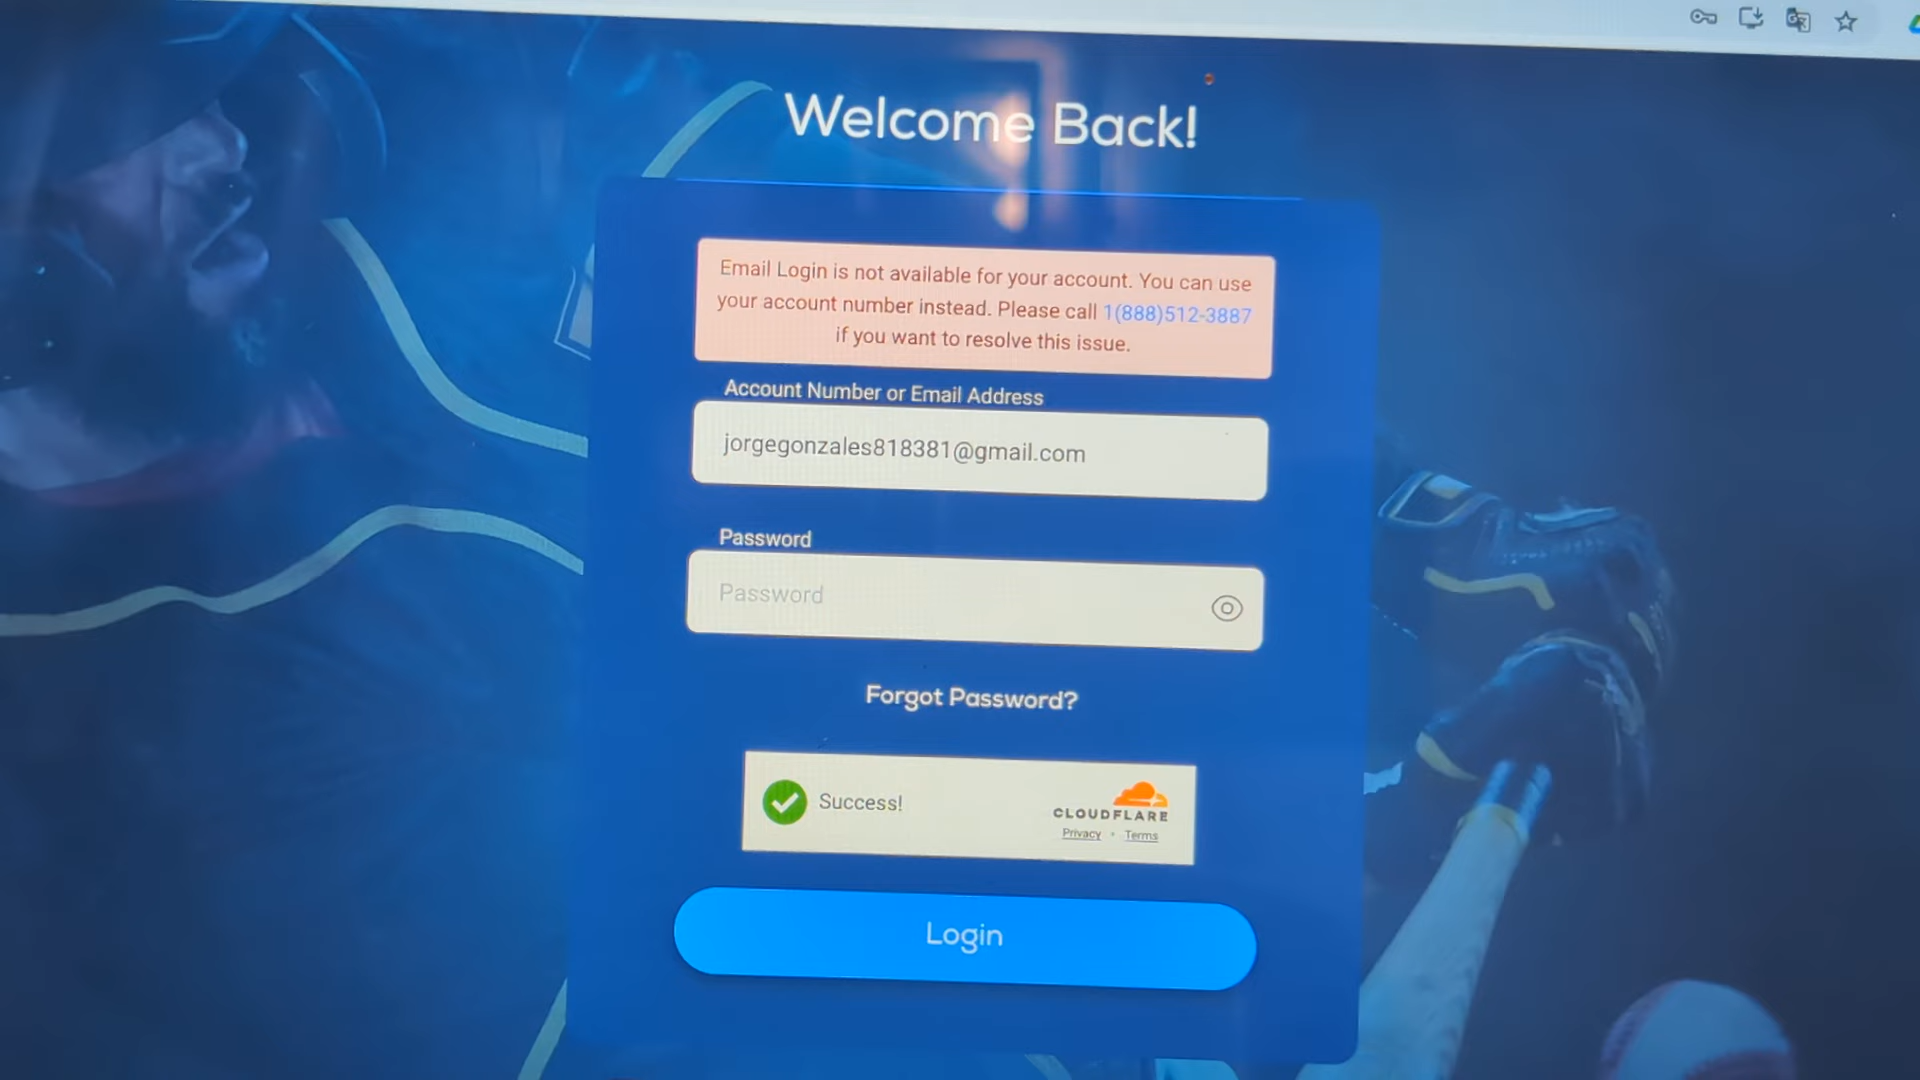 Welcome Back!
Email Login is not available for your account. You can use
your account number instead. Please call 1(888)512-3887
if you want to resolve this issue.
Account Number or Email Address
jorgegonzales818381@gmail.com
Password
Password
Forgot Password?
Success!
CLOUDFLARE
Privacy • Terms
Login